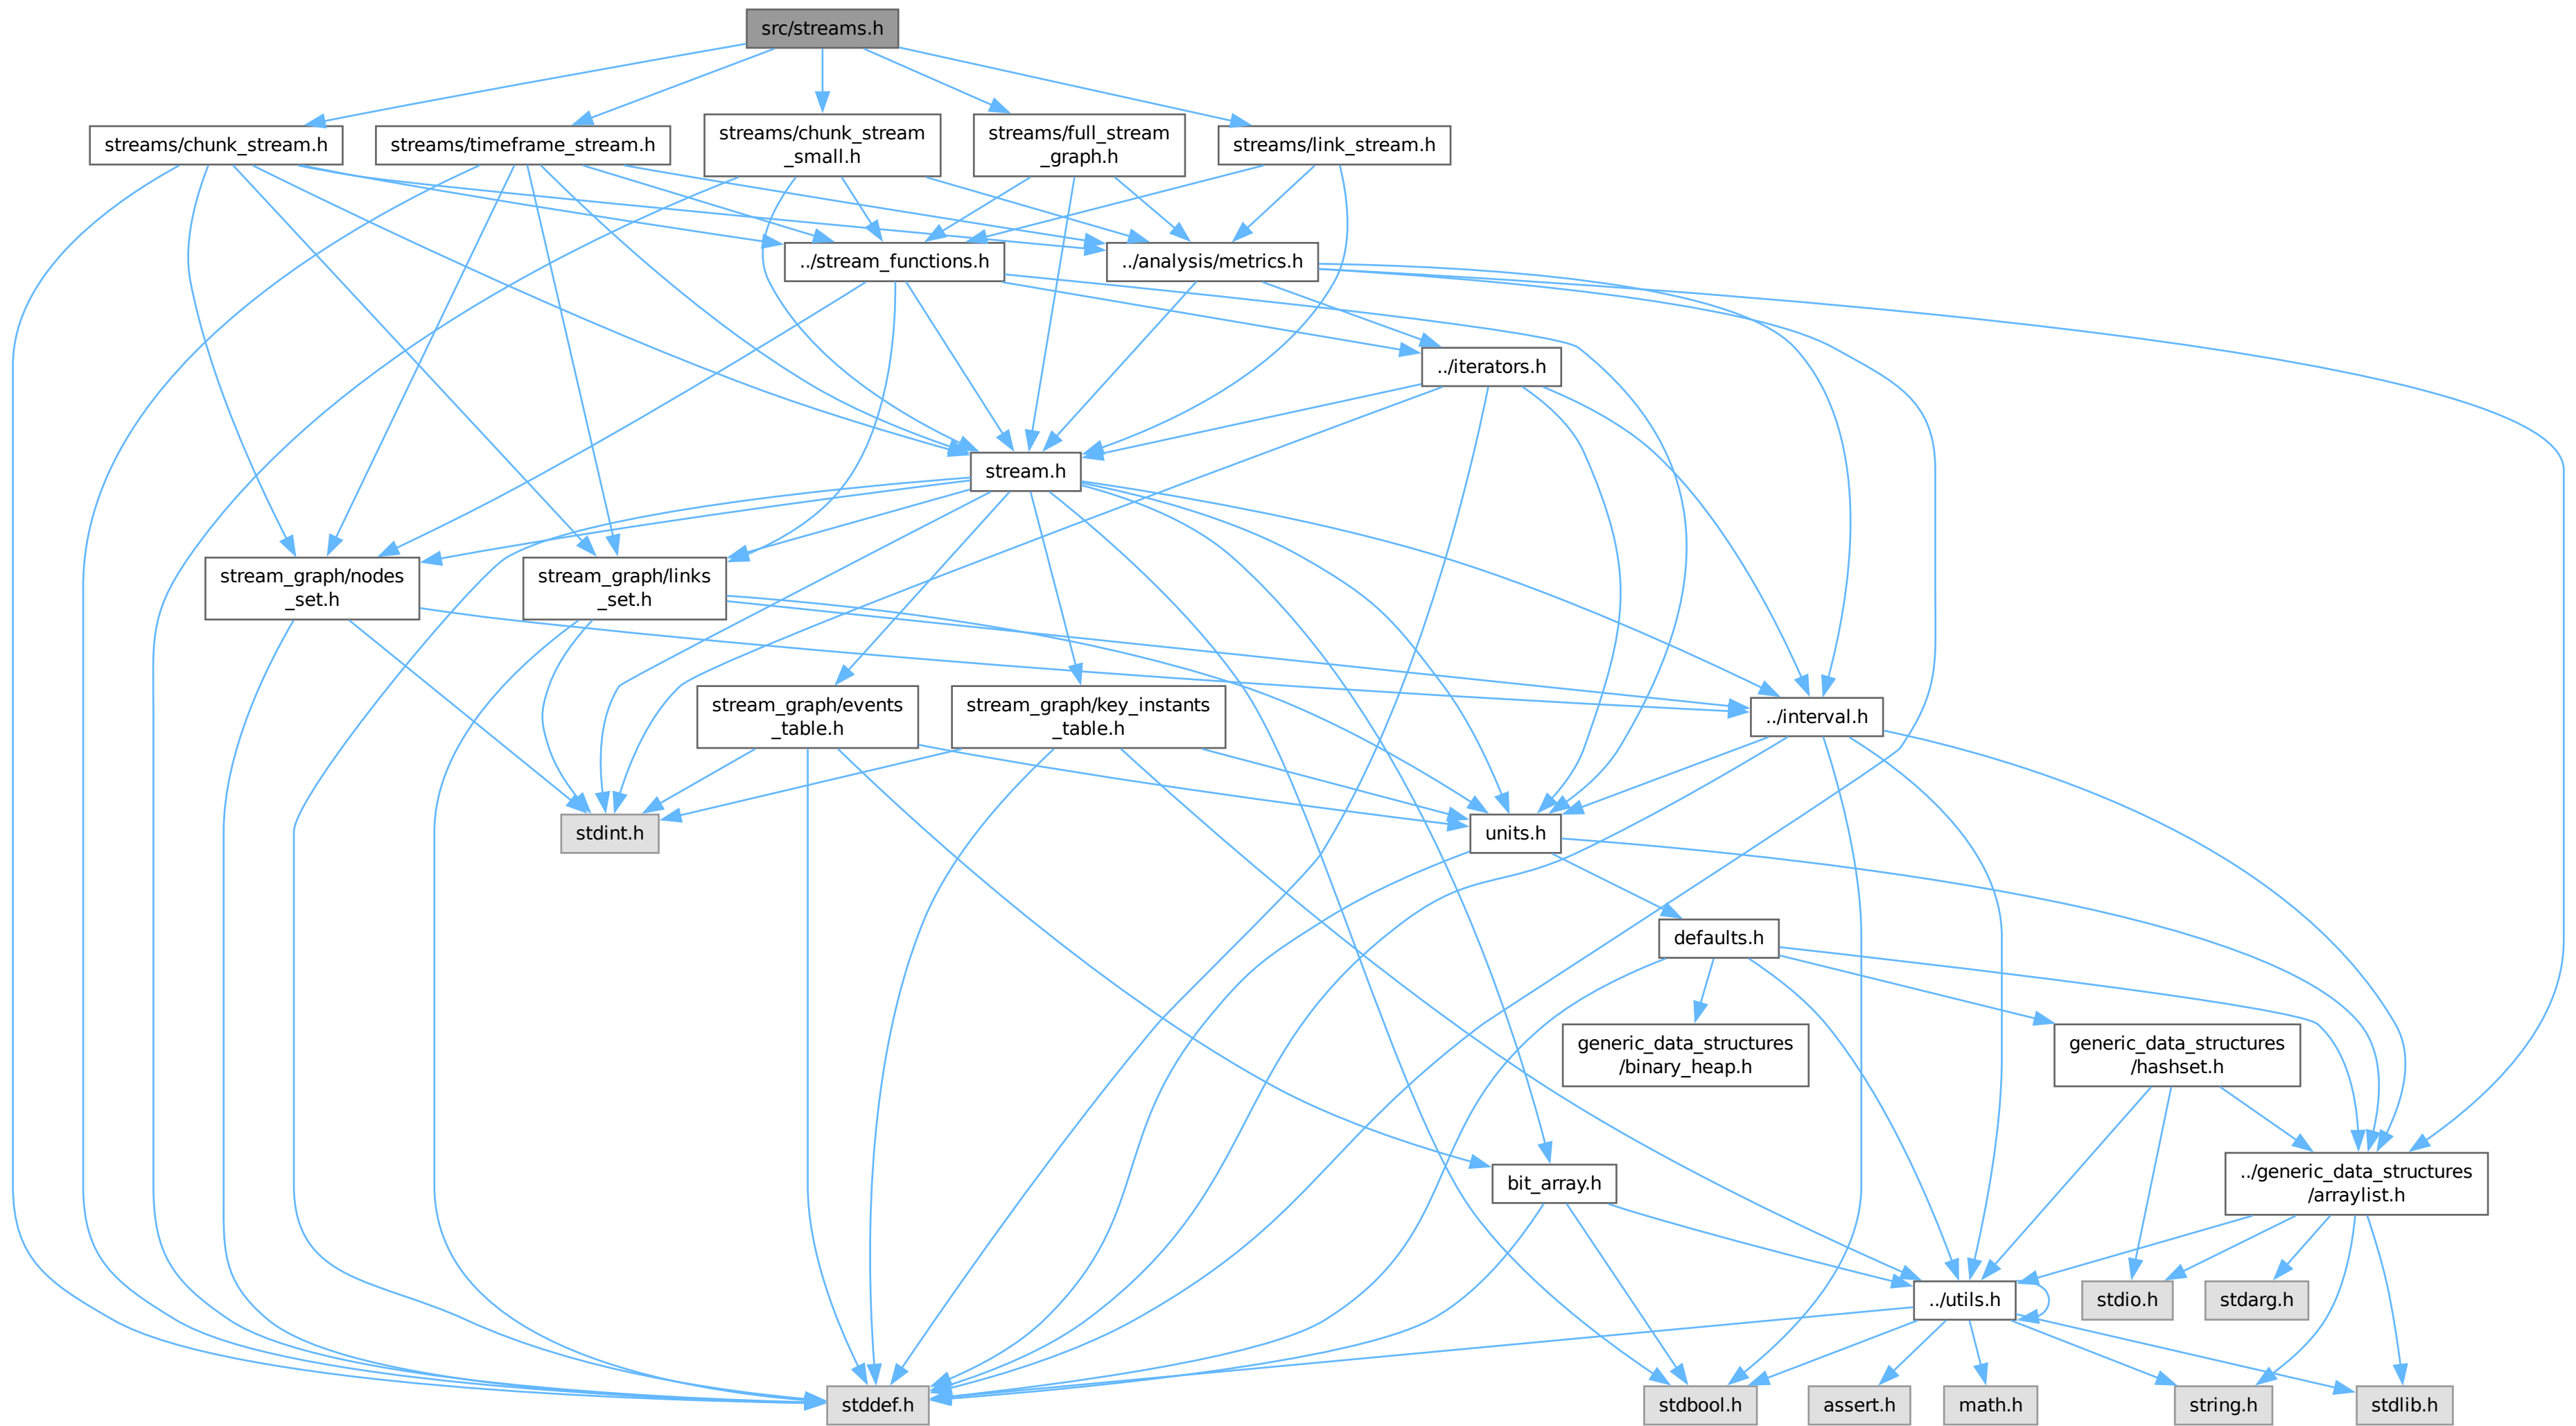 src/streams.h
streams/chunk_stream.h
streams/timeframe_stream.h
streams/chunk_stream
_small.h
streams/full_stream
_graph.h
streams/link_stream.h
../stream_functions.h
../analysis/metrics.h
../iterators.h
stream.h
stream_graph/nodes
_set.h
stream_graph/links
_set.h
stream_graph/events
_table.h
stream_graph/key_instants
_table.h
../interval.h
stdint.h
units.h
defaults.h
generic_data_structures
/binary_heap.h
generic_data_structures
/hashset.h
bit_array.h
../generic_data_structures
/arraylist.h
../utils.h
stdio.h
stdarg.h
stddef.h
stdbool.h
assert.h
math.h
string.h
stdlib.h